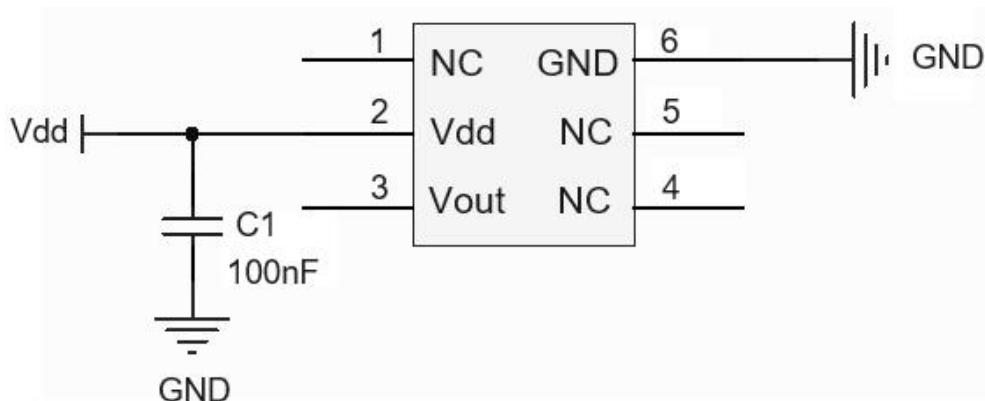 1 NC GND 6 GND
Vdd 2 Vdd NC 5
3 Vout NC 4
C1
100nF
GND